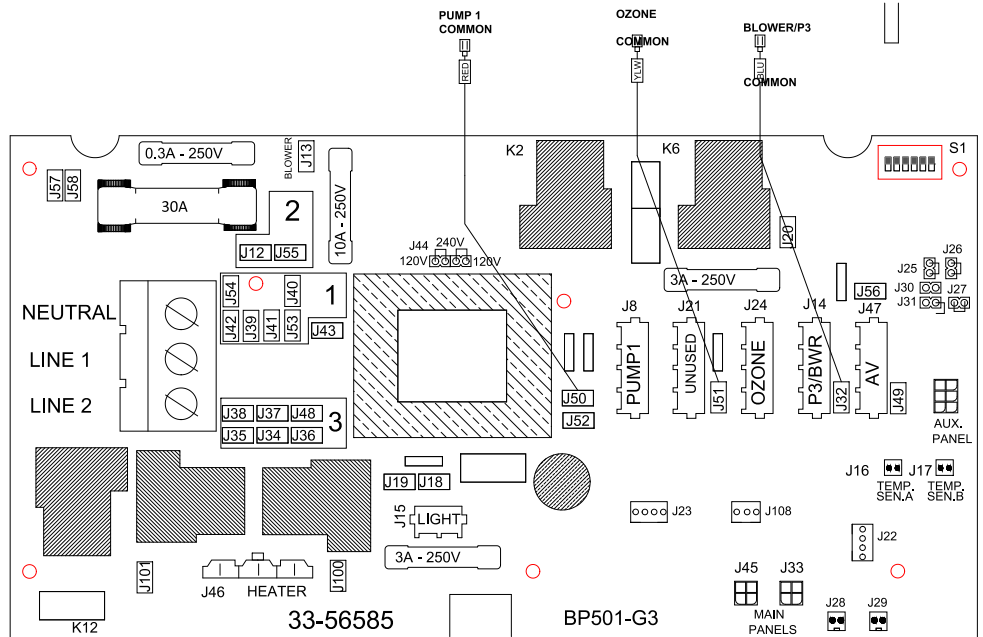 PUMP 1
COMMON
OZONE
COMMON
BLOWER/P3
COMMON
RED
YLW
BLU
0.3A - 250V
BLOWER
J13
K2
K6
S1
J57
J58
30A
2
10A - 250V
J12
J55
J20
J44
240V
120V
120V
3A - 250V
J26
J25
J56
J30
J27
J31
J54
J40
1
J42
J39
J41
J53
J43
NEUTRAL
LINE 1
LINE 2
J8
J21
J24
J14
J47
PUMP1
UNUSED
OZONE
P3/BWR
AV
J50
J52
J51
J32
J49
J38
J37
J48
3
J35
J34
J36
AUX.
PANEL
J19
J18
J16
J17
TEMP.
SEN.A
TEMP.
SEN.B
J15
LIGHT
J23
J108
J22
3A - 250V
J101
J46
HEATER
J100
J45
J33
MAIN
PANELS
J28
J29
K12
33-56585
BP501-G3